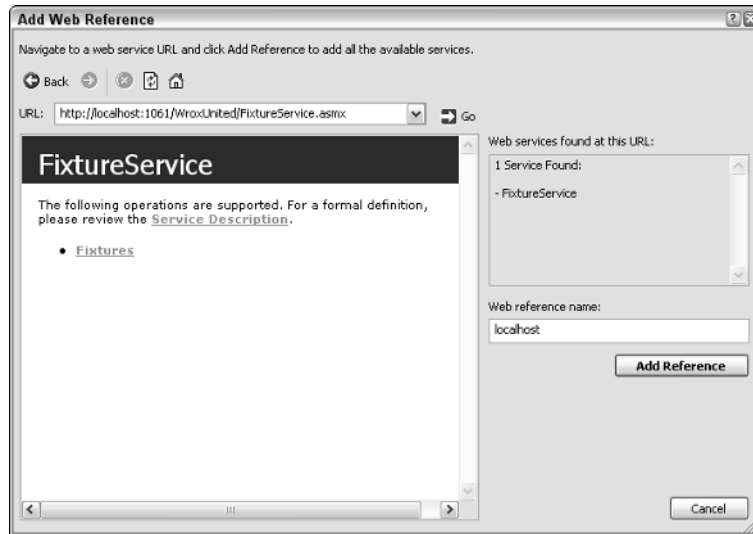 Add Web Reference
Navigate to a web service URL and click Add Reference to add all the available services.
Back
URL: http://localhost:1061/WroxUnited/FixtureService.asmx Go
FixtureService
The following operations are supported. For a formal definition,
please review the Service Description.
• Fixtures
Web services found at this URL:
1 Service Found:
- FixtureService
Web reference name:
localhost
Add Reference
Cancel